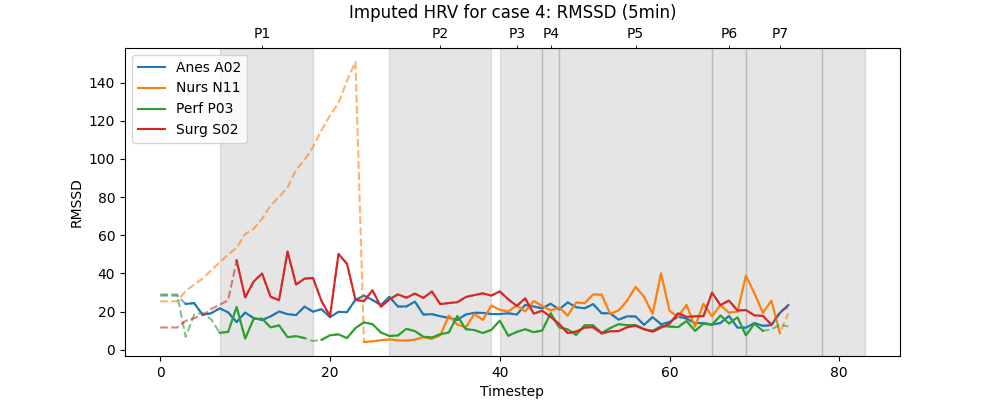 Imputed HRV for case 4: RMSSD (5min)
P1 P2 P3 P4 P5 P6 P7
Anes A02
Nurs N11
Perf P03
Surg S02
140
120
100
80
60
40
20
0
RMSSD
0 20 40 60 80
Timestep